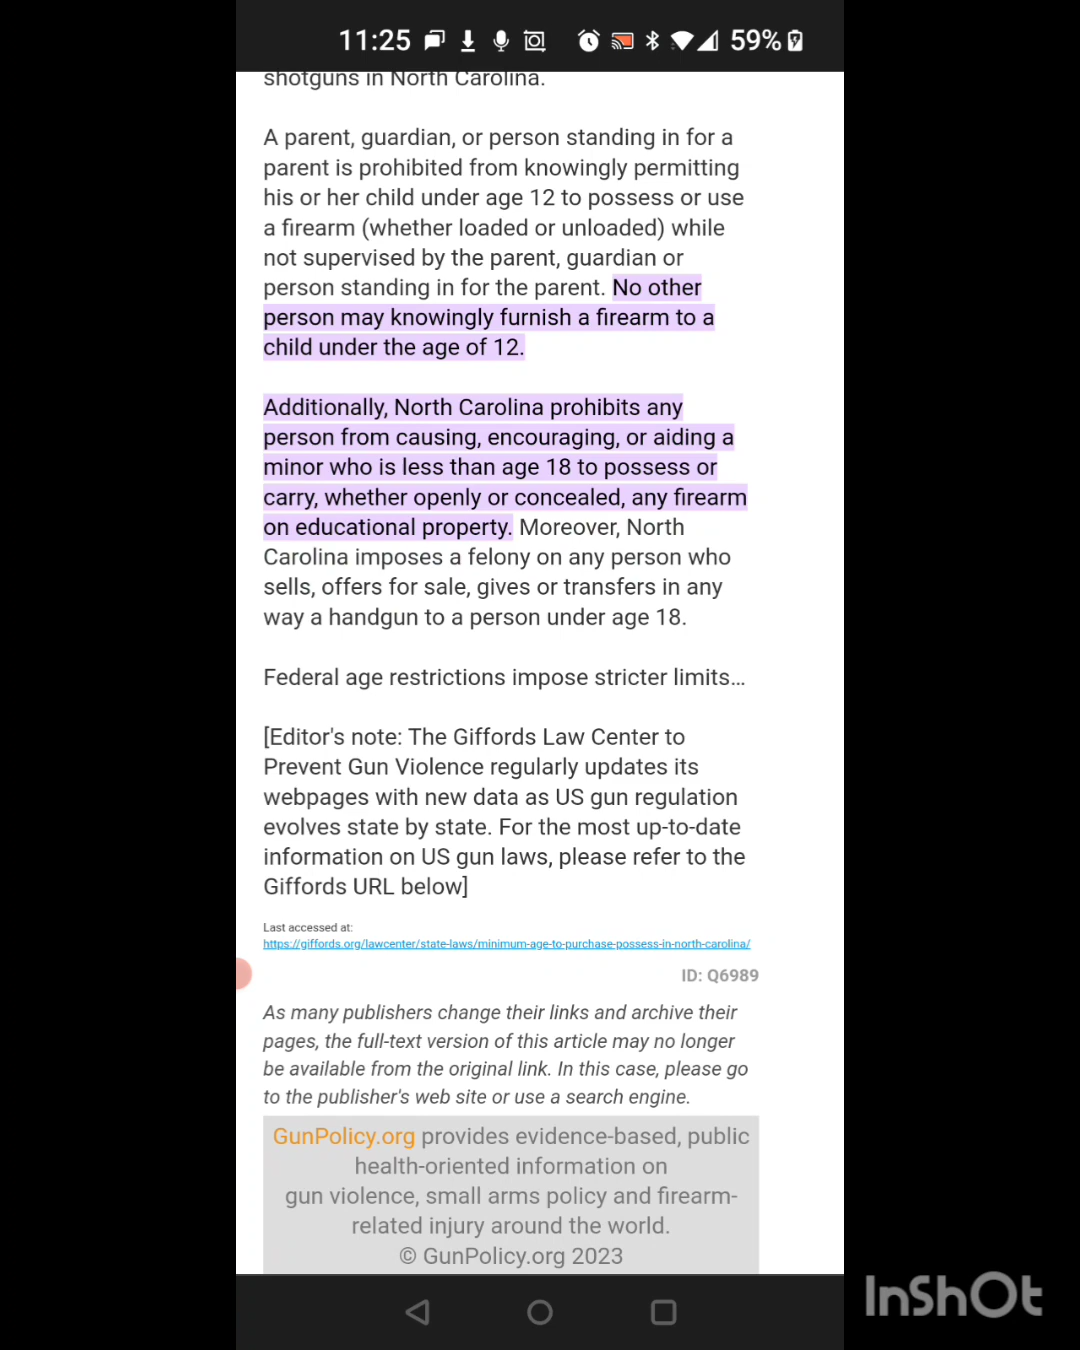 11:25
59%
shotguns in North Carolina.
A parent, guardian, or person standing in for a
parent is prohibited from knowingly permitting
his or her child under age 12 to possess or use
a firearm (whether loaded or unloaded) while
not supervised by the parent, guardian or
person standing in for the parent. No other
person may knowingly furnish a firearm to a
child under the age of 12.
Additionally, North Carolina prohibits any
person from causing, encouraging, or aiding a
minor who is less than age 18 to possess or
carry, whether openly or concealed, any firearm
on educational property. Moreover, North
Carolina imposes a felony on any person who
sells, offers for sale, gives or transfers in any
way a handgun to a person under age 18.
Federal age restrictions impose stricter limits…
[Editor's note: The Giffords Law Center to
Prevent Gun Violence regularly updates its
webpages with new data as US gun regulation
evolves state by state. For the most up-to-date
information on US gun laws, please refer to the
Giffords URL below]
Last accessed at:
https://giffords.org/lawcenter/state-laws/minimum-age-to-purchase-possess-in-north-carolina/
ID: Q6989
As many publishers change their links and archive their
pages, the full-text version of this article may no longer
be available from the original link. In this case, please go
to the publisher's web site or use a search engine.
GunPolicy.org provides evidence-based, public
health-oriented information on
gun violence, small arms policy and firearm-
related injury around the world.
© GunPolicy.org 2023
InShOt